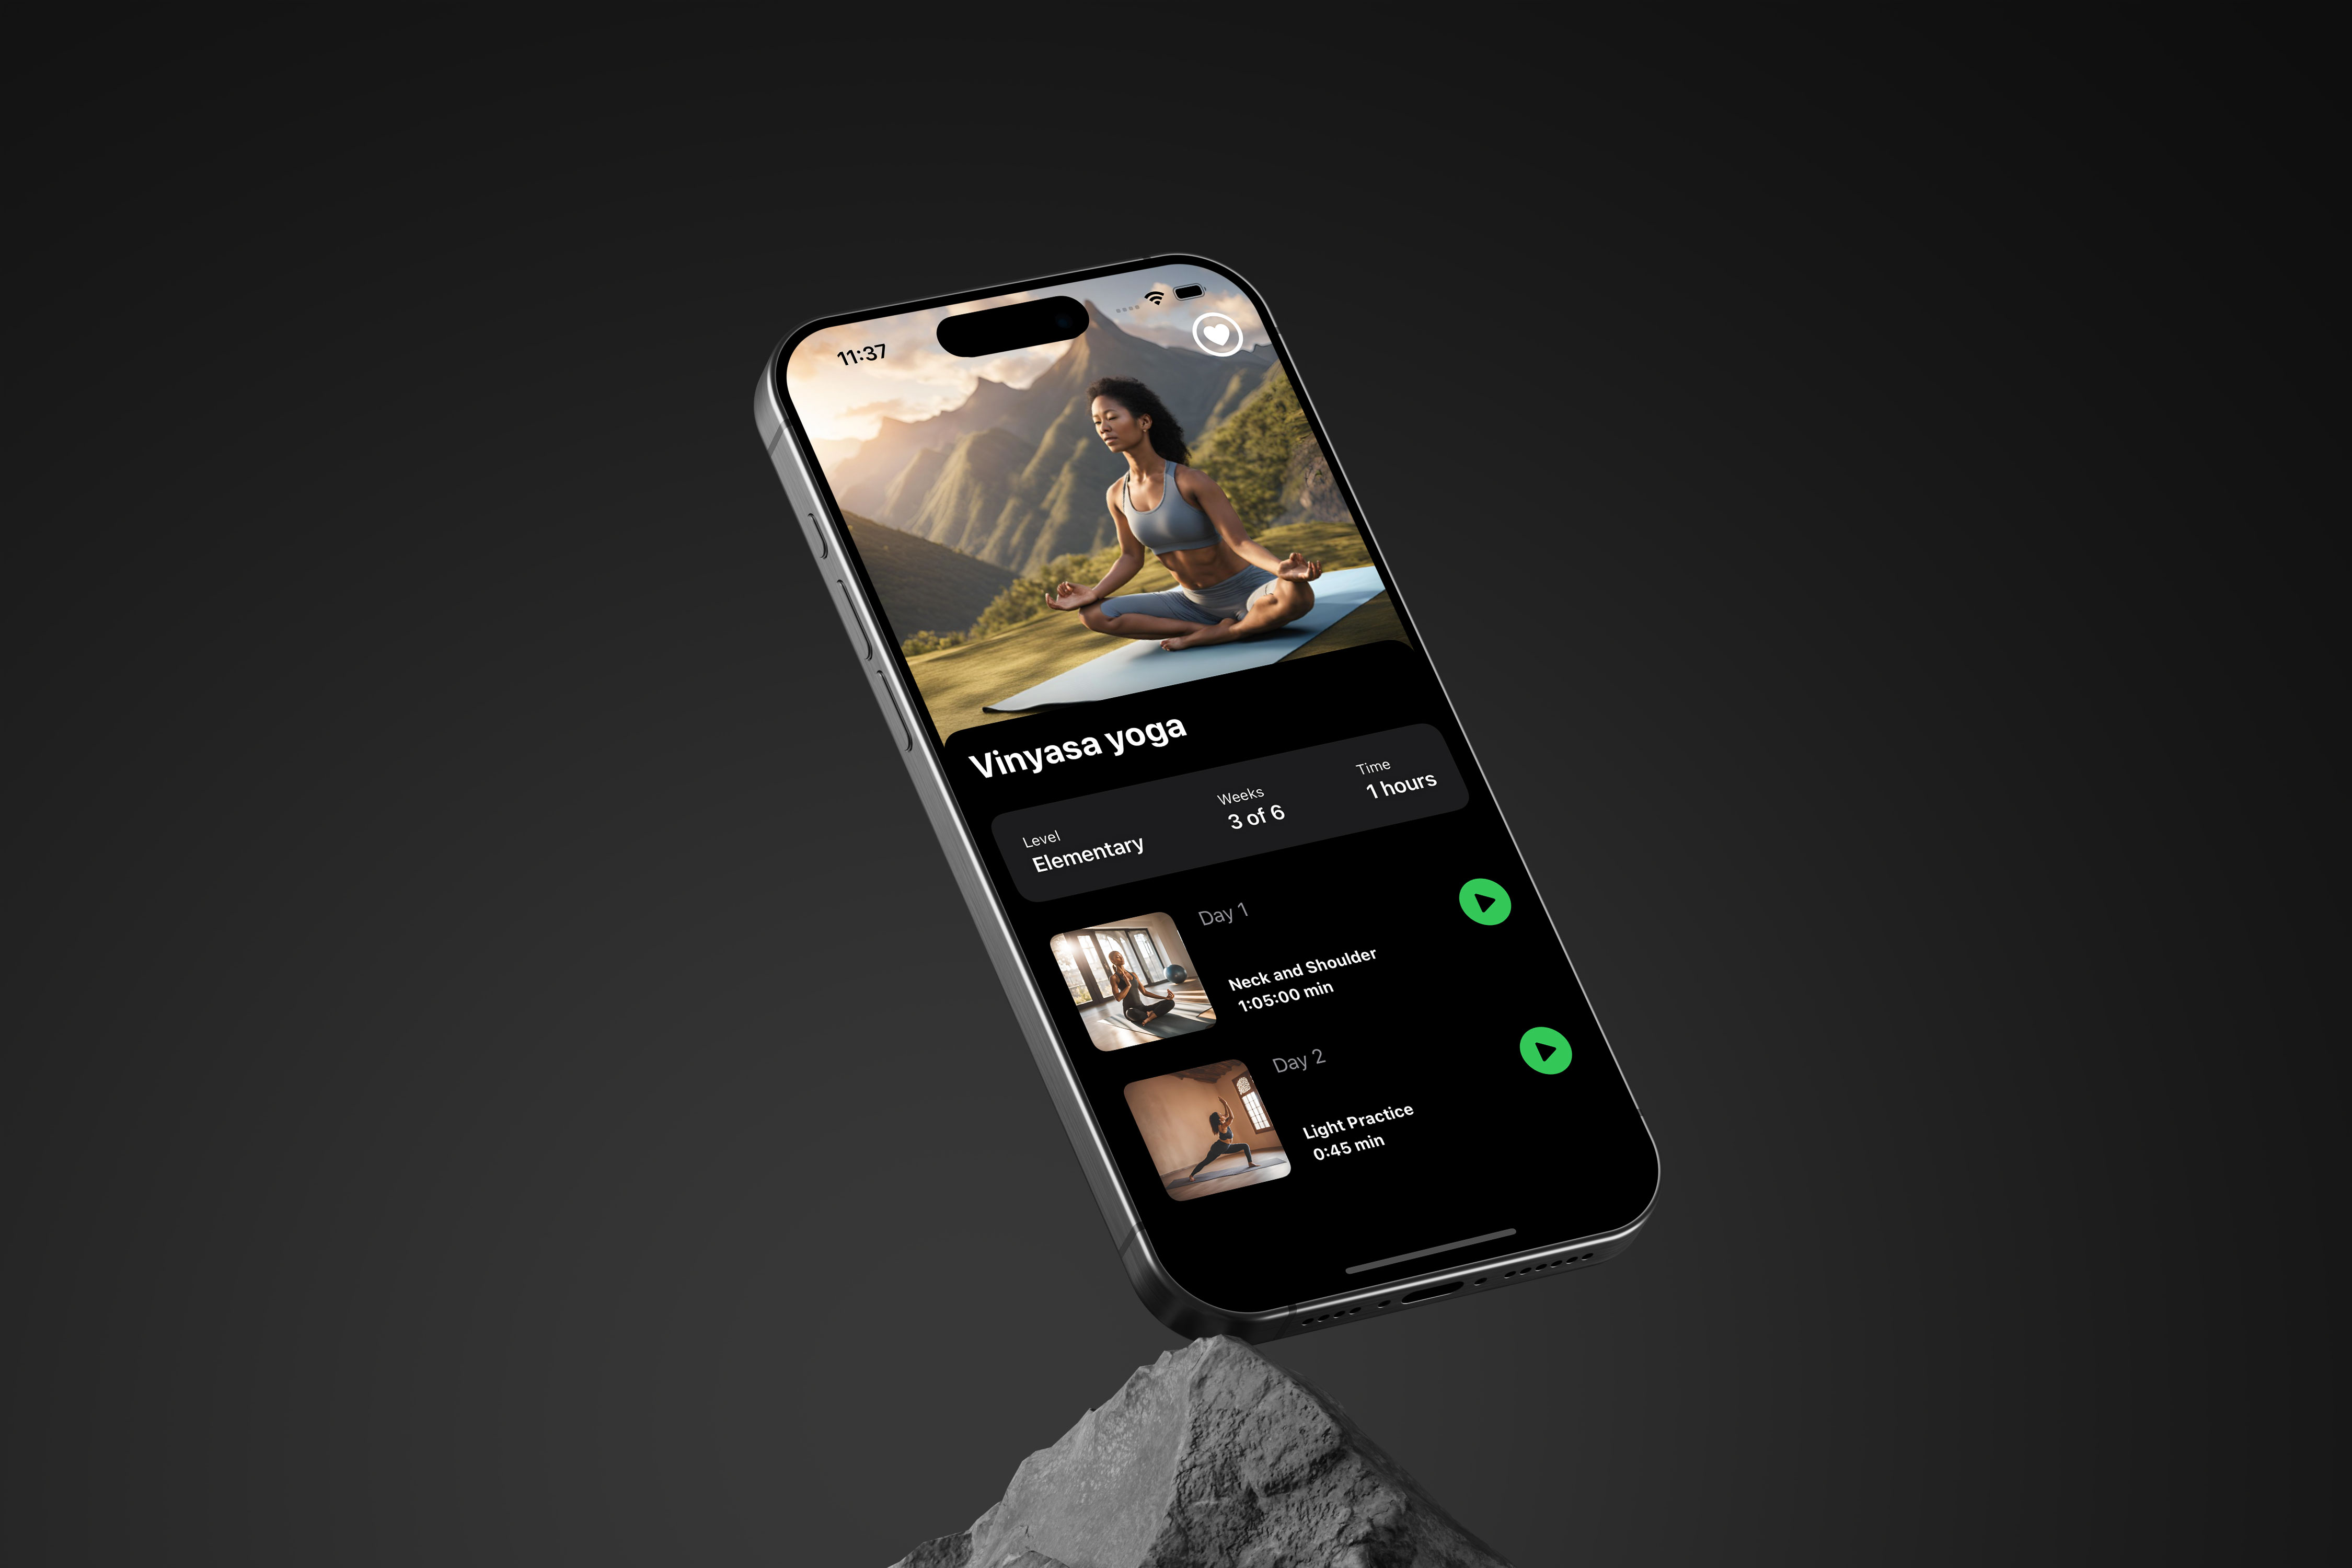 11:37
Vinyasa yoga
Level
Elementary
Weeks
3 of 6
Time
1 hours
Day 1
Neck and Shoulder
1:05:00 min
Day 2
Light Practice
0:45 min